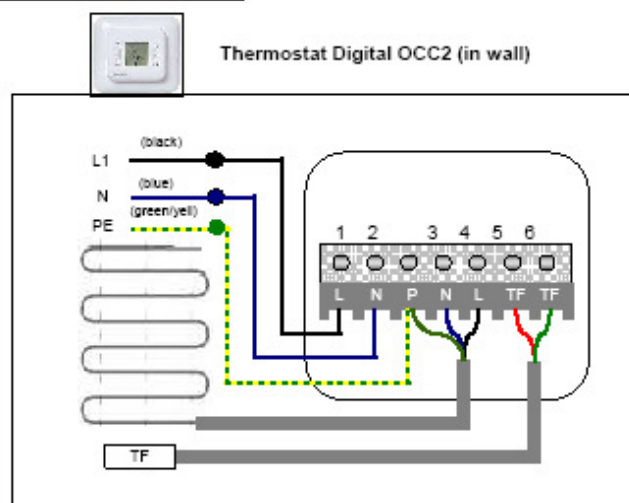 Thermostat Digital OCC2 (in wall)
L1 (black)
N (blue)
PE (green/yell)
1 2 3 4 5 6
L N P N L TF TF
TF